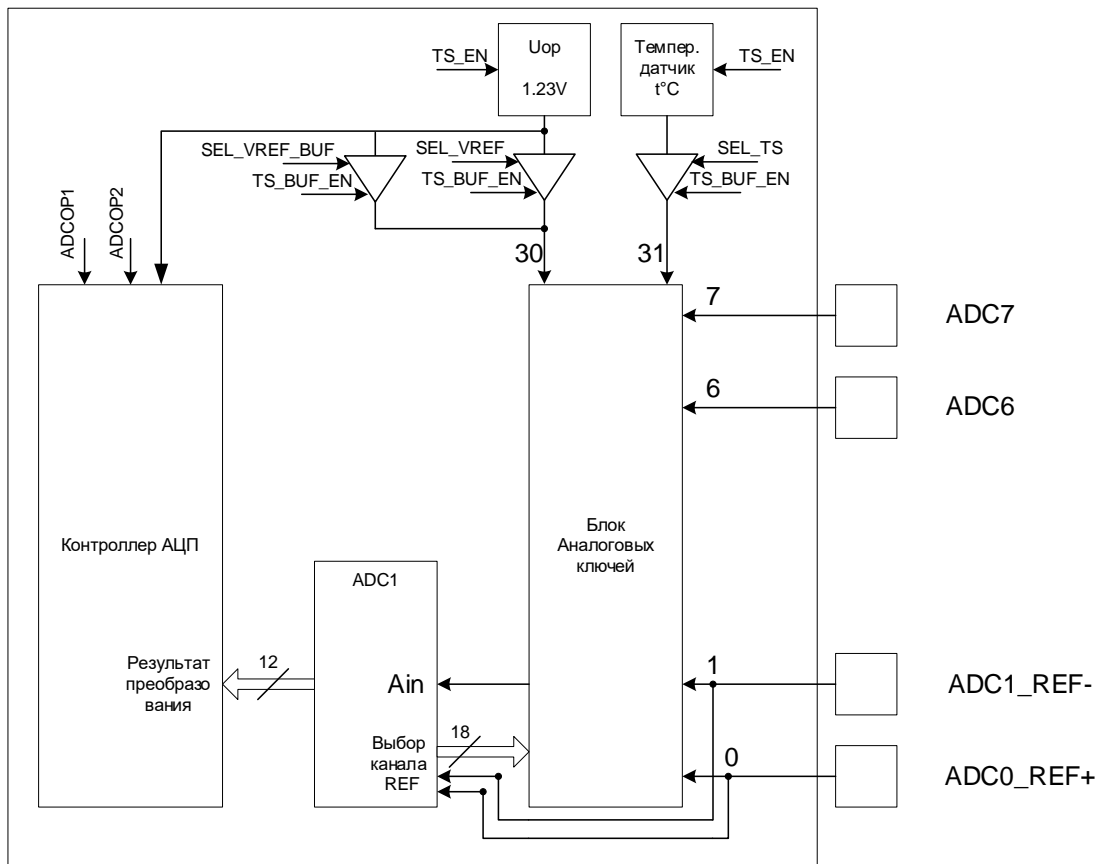 Uоp
1.23V
Темпер.
датчик
t°C
TS_EN
TS_EN
SEL_VREF_BUF
TS_BUF_EN
SEL_VREF
TS_BUF_EN
SEL_TS
TS_BUF_EN
ADCOP1
ADCOP2
30
31
7
ADC7
6
ADC6
Контроллер АЦП
Блок
Аналоговых
ключей
ADC1
Результат
преобразо
вания
12
Ain
1
ADC1_REF-
Выбор
канала
REF
18
0
ADC0_REF+